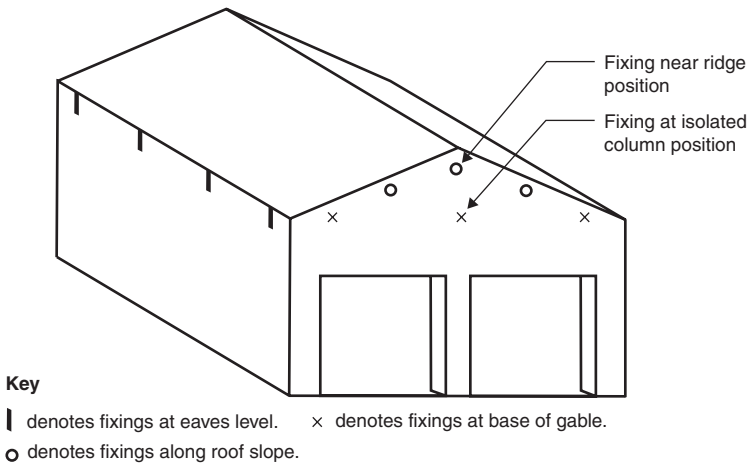 Fixing near ridge
position
Fixing at isolated
column position
Key
denotes fixings at eaves level.
× denotes fixings at base of gable.
denotes fixings along roof slope.